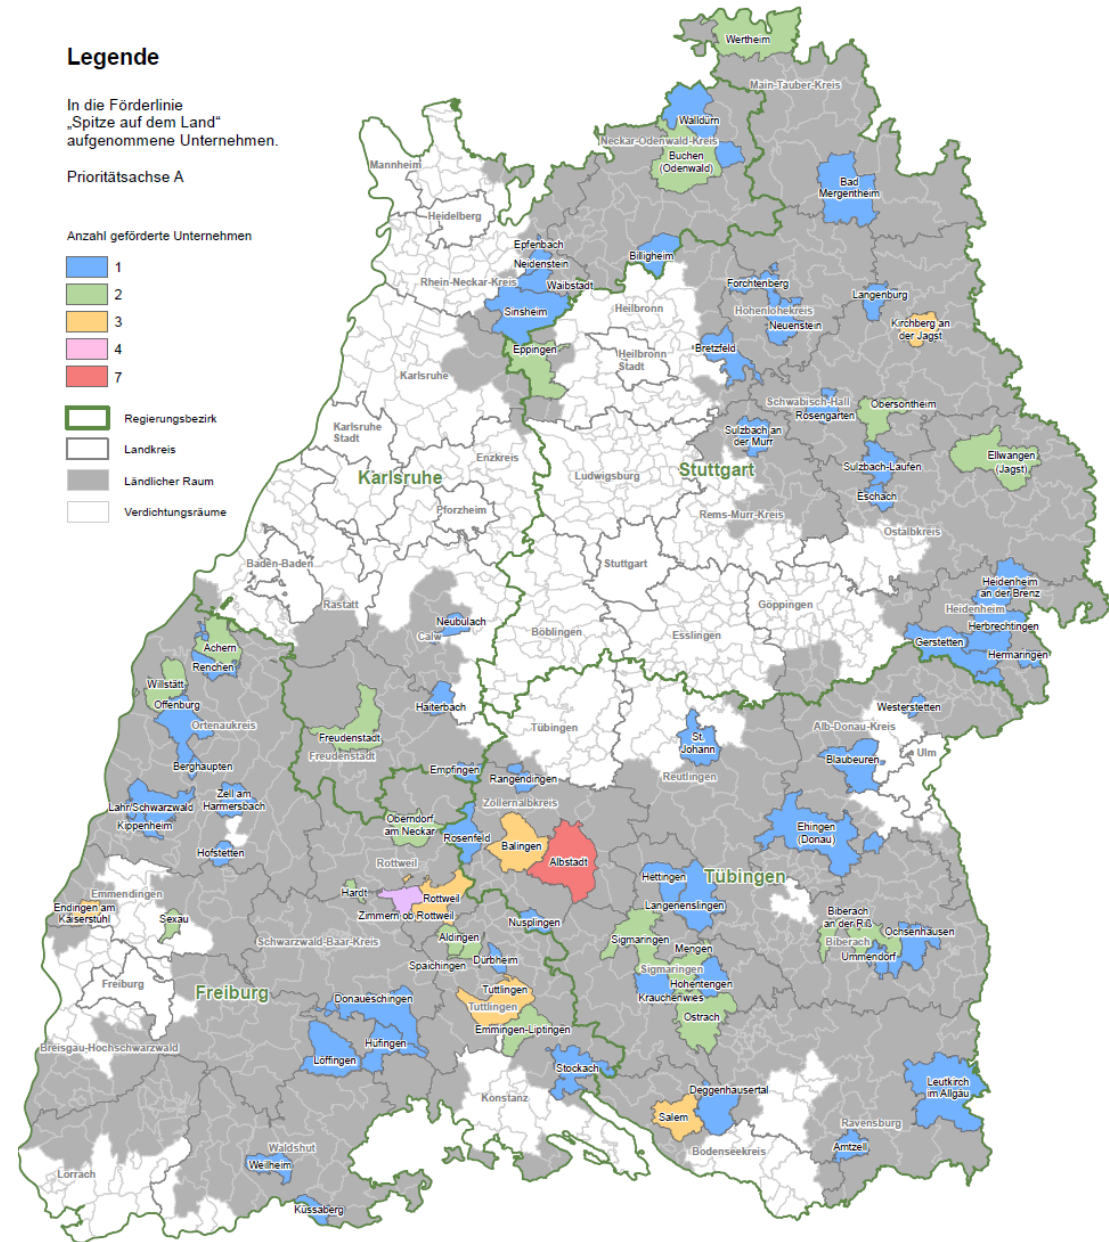 Legende
In die Förderlinie
„Spitze auf dem Land“
aufgenommene Unternehmen.
Prioritätsachse A
Anzahl geförderte Unternehmen
1
2
3
4
7
Regierungsbezirk
Landkreis
Ländlicher Raum
Verdichtungsräume
Wertheim
Main-Tauber-Kreis
Walldürn
Neckar-Odenwald-Kreis
Buchen
(Odenwald)
Mannheim
Bad
Mergentheim
Heidelberg
Epfenbach
Neidenstein
Billigheim
Rhein-Neckar-Kreis
Waibstadt
Forchtenberg
Langenburg
Sinsheim
Heilbronn
Hohenlohekreis
Neuenstein
Kirchberg an
der Jagst
Eppingen
Heilbronn
Stadt
Bretzfeld
Karlsruhe
Schwäbisch-Hall
Rosengarten
Obersontheim
Karlsruhe
Stadt
Sulzbach an
der Murr
Enzkreis
Ellwangen
(Jagst)
Karlsruhe
Ludwigsburg
Stuttgart
Sulzbach-Laufen
Eschach
Pforzheim
Rems-Murr-Kreis
Ostalbkreis
Baden-Baden
Stuttgart
Heidenheim
an der Brenz
Rastatt
Göppingen
Heidenheim
Neubulach
Calw
Böblingen
Esslingen
Herbrechtingen
Gerstetten
Hermaringen
Achern
Renchen
Willstätt
Offenburg
Ortenaukreis
Haiterbach
Westerstetten
Freudenstadt
Freudenstadt
Tübingen
St.
Johann
Alb-Donau-Kreis
Ulm
Blaubeuren
Berghaupten
Empfingen
Rangendingen
Reutlingen
Zell am
Harmersbach
Lahr/Schwarzwald
Kippenheim
Zollernalbkreis
Oberndorf
am Neckar
Rosenfeld
Balingen
Albstadt
Ehingen
(Donau)
Hofstetten
Rottweil
Hettingen
Tübingen
Emmendingen
Hardt
Rottweil
Endingen am
Kaiserstuhl
Sexau
Zimmern ob Rottweil
Langenenslingen
Nusplingen
Biberach
an der Riß
Ochsenhausen
Schwarzwald-Baar-Kreis
Aldingen
Sigmaringen
Mengen
Biberach
Ummendorf
Spaichingen
Dürbheim
Sigmaringen
Hohentengen
Freiburg
Freiburg
Donaueschingen
Tuttlingen
Tuttlingen
Krauchenwies
Ostrach
Emmingen-Liptingen
Hüfingen
Breisgau-Hochschwarzwald
Löffingen
Stockach
Leutkirch
im Allgäu
Deggenhausertal
Konstanz
Salem
Ravensburg
Waldshut
Amtzell
Bodenseekreis
Weilheim
Lörrach
Küssaberg